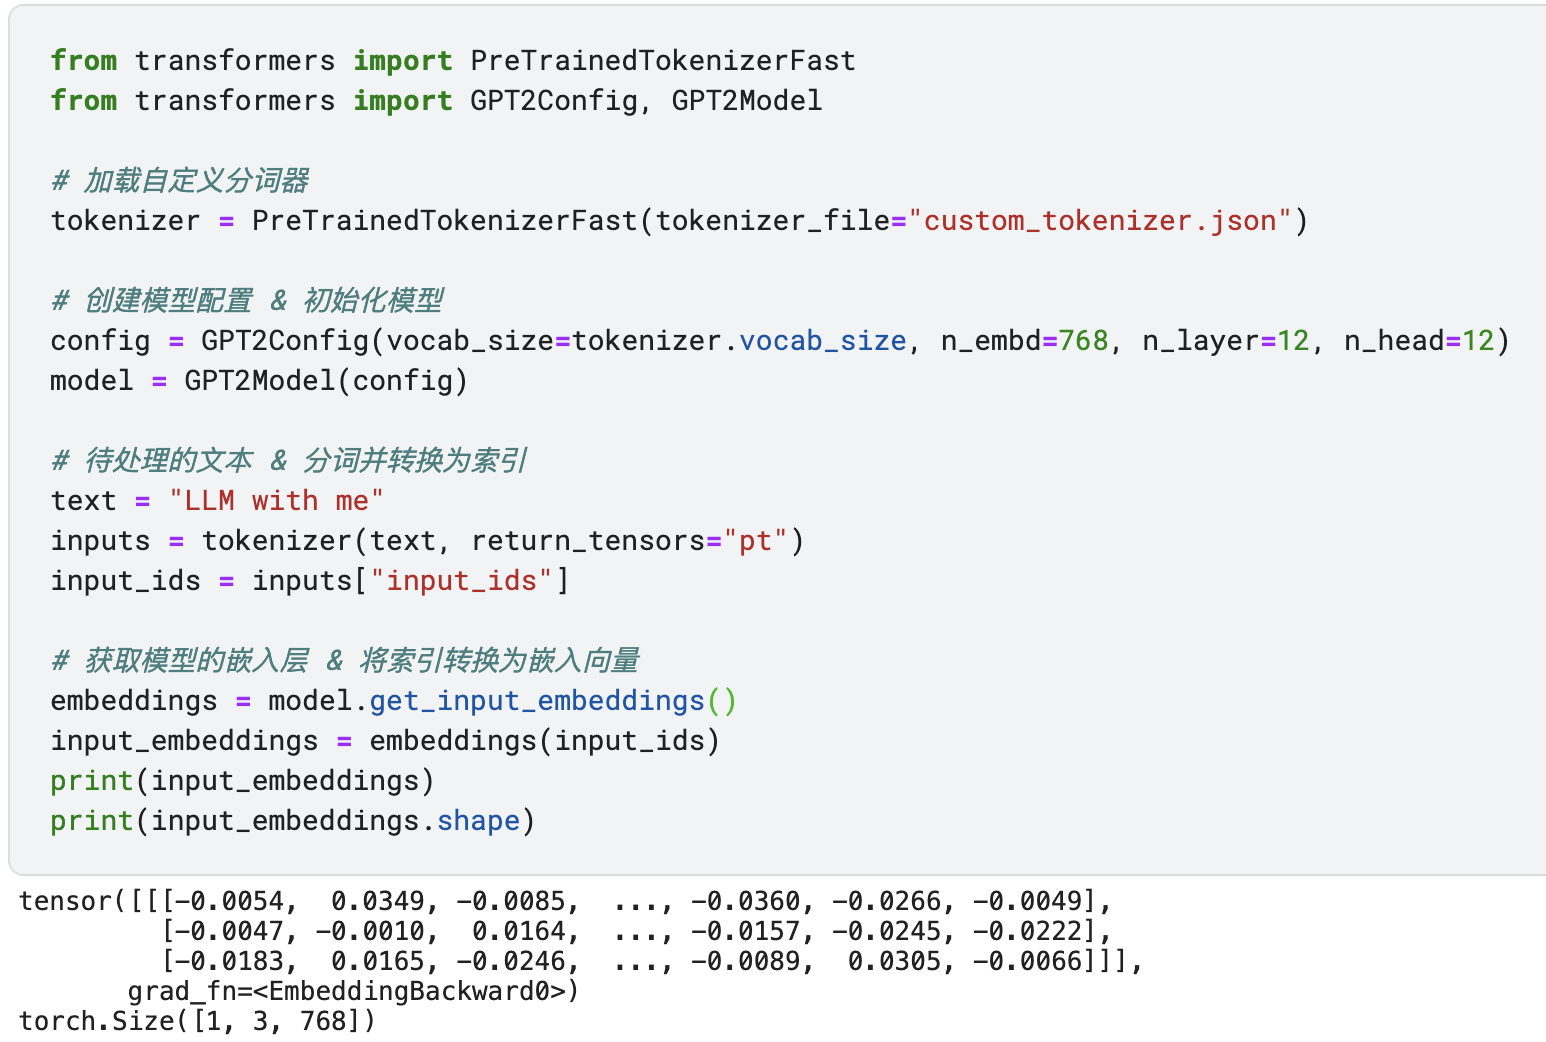 from transformers import PreTrainedTokenizerFast
from transformers import GPT2Config, GPT2Model
# 加载自定义分词器
tokenizer = PreTrainedTokenizerFast(tokenizer_file="custom_tokenizer.json")
# 创建模型配置 & 初始化模型
config = GPT2Config(vocab_size=tokenizer.vocab_size, n_embd=768, n_layer=12, n_head=12)
model = GPT2Model(config)
# 待处理的文本 & 分词并转换为索引
text = "LLM with me"
inputs = tokenizer(text, return_tensors="pt")
input_ids = inputs["input_ids"]
# 获取模型的嵌入层 & 将索引转换为嵌入向量
embeddings = model.get_input_embeddings()
input_embeddings = embeddings(input_ids)
print(input_embeddings)
print(input_embeddings.shape)
tensor([[[-0.0054,  0.0349, -0.0085,  ..., -0.0360, -0.0266, -0.0049],
         [-0.0047, -0.0010,  0.0164,  ..., -0.0157, -0.0245, -0.0222],
         [-0.0183,  0.0165, -0.0246,  ..., -0.0089,  0.0305, -0.0066]]],
       grad_fn=<EmbeddingBackward0>)
torch.Size([1, 3, 768])